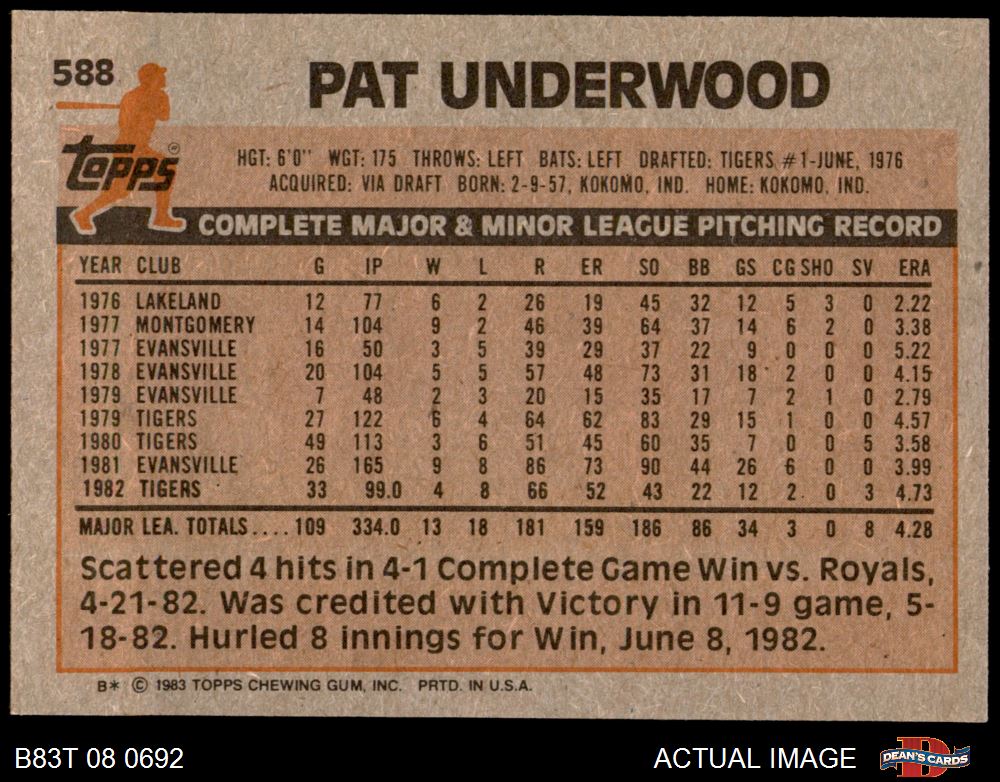 588
PAT UNDERWOOD
Topps®
HGT: 6'0" WGT: 175 THROWS: LEFT BATS: LEFT DRAFTED: TIGERS #1-JUNE, 1976
ACQUIRED: VIA DRAFT BORN: 2-9-57, KOKOMO, IND. HOME: KOKOMO, IND.
COMPLETE MAJOR & MINOR LEAGUE PITCHING RECORD
YEAR CLUB G IP W L R ER SO BB GS CG SHO SV ERA
1976 LAKELAND 12 77 6 2 26 19 45 32 12 5 3 0 2.22
1977 MONTGOMERY 14 104 9 2 46 39 64 37 14 6 2 0 3.38
1977 EVANSVILLE 16 50 3 5 39 29 37 22 9 0 0 0 5.22
1978 EVANSVILLE 20 104 5 5 57 48 73 31 18 2 0 0 4.15
1979 EVANSVILLE 7 48 2 3 20 15 35 17 7 2 1 0 2.79
1979 TIGERS 27 122 6 4 64 62 83 29 15 1 0 0 4.57
1980 TIGERS 49 113 3 6 51 45 60 35 7 0 0 5 3.58
1981 EVANSVILLE 26 165 9 8 86 73 90 44 26 6 0 0 3.99
1982 TIGERS 33 99.0 4 8 66 52 43 22 12 2 0 3 4.73
MAJOR LEA. TOTALS.... 109 334.0 13 18 181 159 186 86 34 3 0 8 4.28
Scattered 4 hits in 4-1 Complete Game Win vs. Royals,
4-21-82. Was credited with Victory in 11-9 game, 5-
18-82. Hurled 8 innings for Win, June 8, 1982.
B* © 1983 TOPPS CHEWING GUM, INC. PRTD. IN U.S.A.
B83T 08 0692 ACTUAL IMAGE DEAN'S CARDS